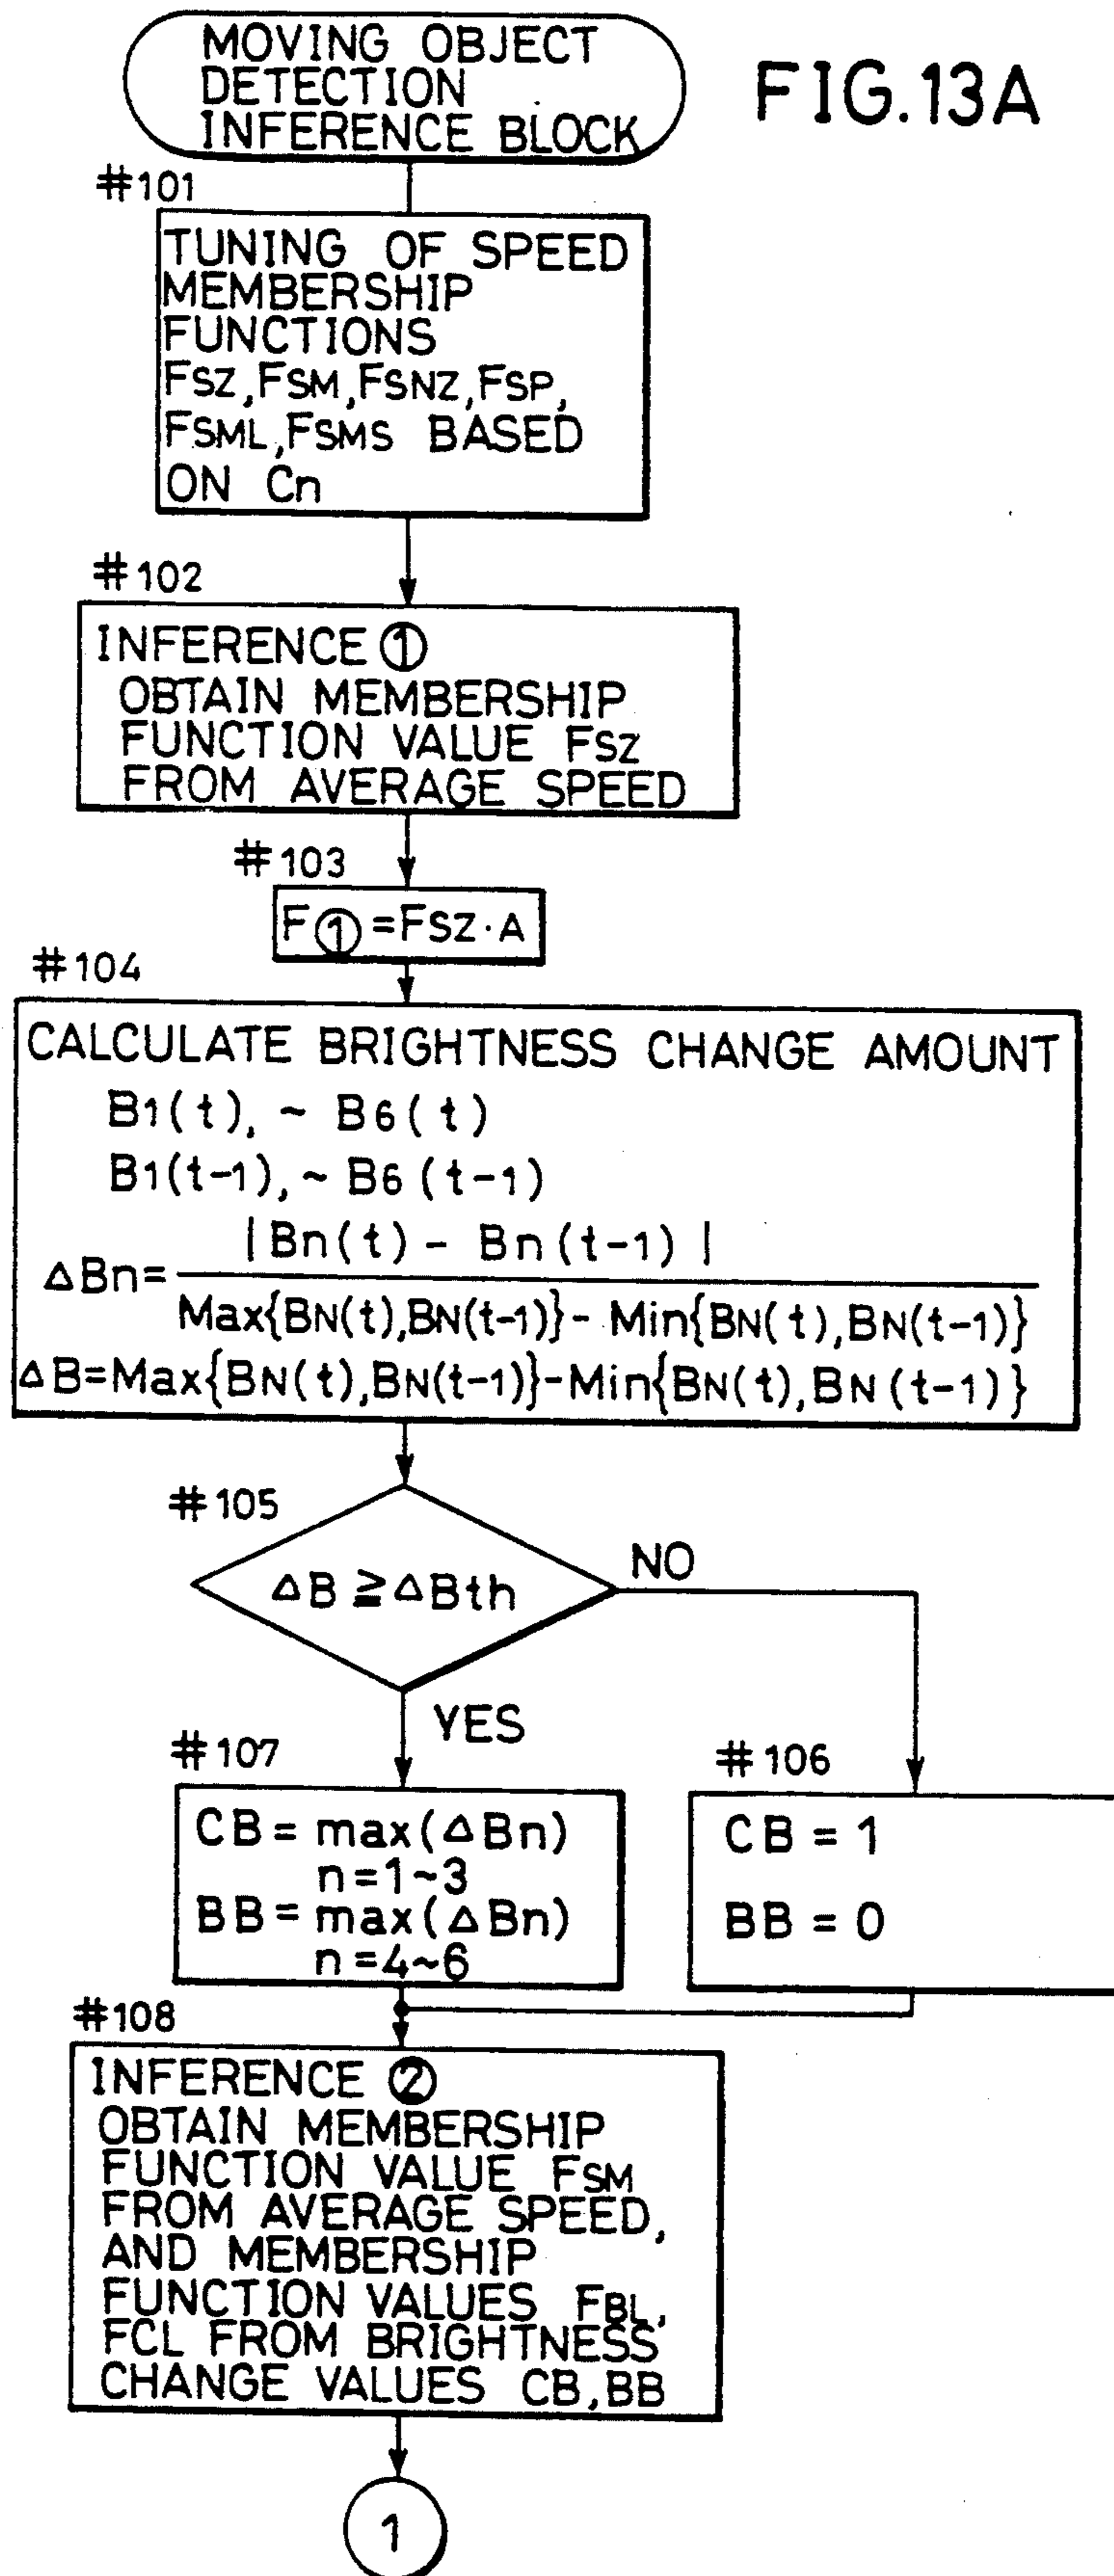 MOVING OBJECT
DETECTION
INFERENCE BLOCK
FIG.13A
#101
TUNING OF SPEED
MEMBERSHIP
FUNCTIONS
FSZ,FSM,FSNZ,FSP,
FSML,FSMS BASED
ON Cn
#102
INFERENCE ①
OBTAIN MEMBERSHIP
FUNCTION VALUE FSZ
FROM AVERAGE SPEED
#103
F①=FSZ·A
#104
CALCULATE BRIGHTNESS CHANGE AMOUNT
B1(t), ~ B6(t)
B1(t-1), ~ B6(t-1)
|Bn(t) - Bn(t-1)|
ΔBn=
Max{BN(t),BN(t-1)}- Min{BN(t),BN(t-1)}
ΔB=Max{BN(t),BN(t-1)}-Min{BN(t),BN(t-1)}
#105
ΔB ≧ ΔBth
NO
YES
#107
CB = max(ΔBn)
n=1~3
BB = max(ΔBn)
n=4~6
#106
CB = 1
BB = 0
#108
INFERENCE ②
OBTAIN MEMBERSHIP
FUNCTION VALUE FSM
FROM AVERAGE SPEED,
AND MEMBERSHIP
FUNCTION VALUES FBL,
FCL FROM BRIGHTNESS
CHANGE VALUES CB,BB
1